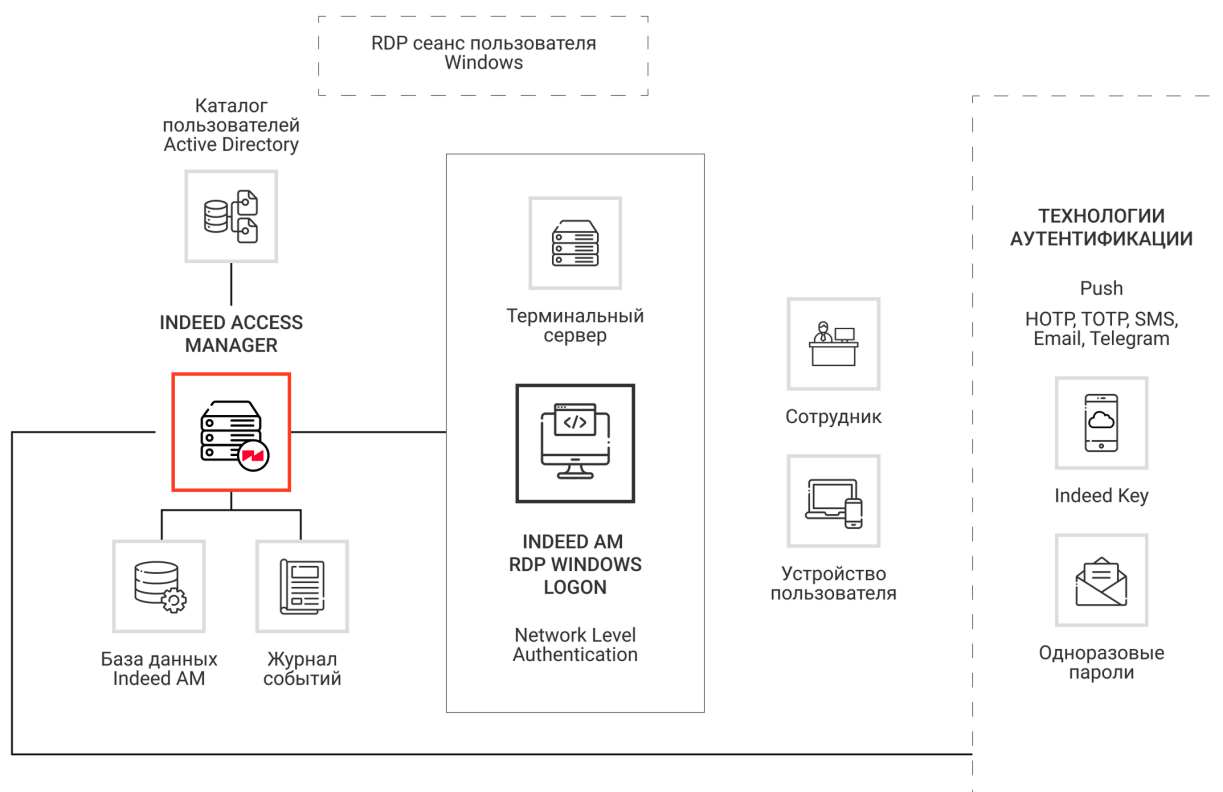 RDP сеанс пользователя
Windows
Каталог
пользователей
Active Directory
INDEED ACCESS
MANAGER
База данных
Indeed AM
Журнал
событий
Терминальный
сервер
INDEED AM
RDP WINDOWS
LOGON
Network Level
Authentication
Сотрудник
Устройство
пользователя
ТЕХНОЛОГИИ
АУТЕНТИФИКАЦИИ
Push
HOTP, TOTP, SMS,
Email, Telegram
Indeed Key
Одноразовые
пароли